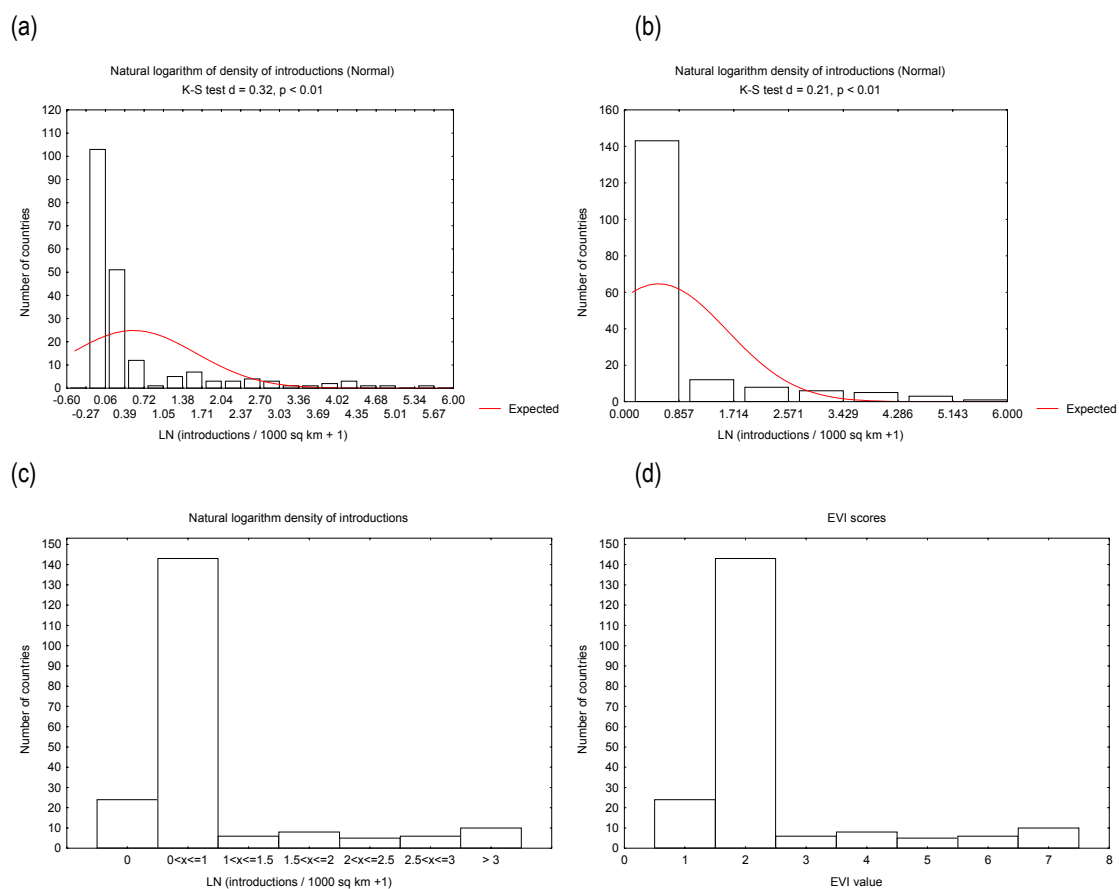 (a)
Natural logarithm of density of introductions (Normal)
K-S test d = 0.32, p < 0.01
120
110
100
90
80
70
60
50
40
30
20
10
0
Number of countries
-0.60 0.06 0.72 1.38 2.04 2.70 3.36 4.02 4.68 5.34 6.00
-0.27 0.39 1.05 1.71 2.37 3.03 3.69 4.35 5.01 5.67
Expected
LN (introductions / 1000 sq km + 1)
(b)
Natural logarithm density of introductions (Normal)
K-S test d = 0.21, p < 0.01
160
140
120
100
80
60
40
20
0
Number of countries
0.000 0.857 1.714 2.571 3.429 4.286 5.143 6.000
Expected
LN (introductions / 1000 sq km +1)
(c)
Natural logarithm density of introductions
150
140
130
120
110
100
90
80
70
60
50
40
30
20
10
0
Number of countries
0 0<x<=1 1<x<=1.5 1.5<x<=2 2<x<=2.5 2.5<x<=3 > 3
LN (introductions / 1000 sq km +1)
(d)
EVI scores
150
140
130
120
110
100
90
80
70
60
50
40
30
20
10
0
Number of countries
0 1 2 3 4 5 6 7 8
EVI value